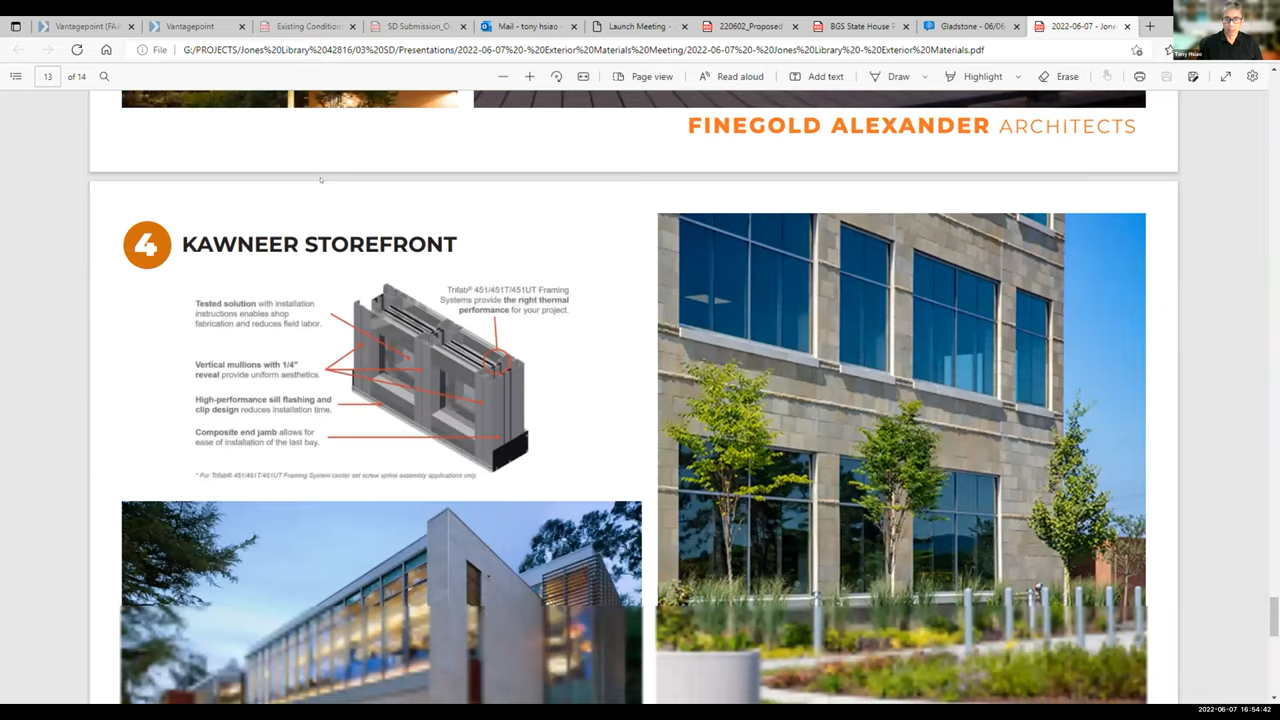 Vantagepoint (FAA
Vantagepoint
Existing Condition
SD Submission_O
Mail - tony hsiao - o
Launch Meeting -
220602_Proposed
BGS State House P
Gladstone - 06/06
2022-06-07 - Jone
File
G:/PROJECTS/Jones%20Library%2042816/03%20SD/Presentations/2022-06-07%20-%20Exterior%20Materials%20Meeting/2022-06-07%20-%20Jones%20Library%20-%20Exterior%20Materials.pdf
13 of 14
Page view
Read aloud
Add text
Draw
Highlight
Erase
Tony Hsiao
FINEGOLD ALEXANDER ARCHITECTS
4 KAWNEER STOREFRONT
Tested solution with installation
instructions enables shop
fabrication and reduces field labor.
Vertical mullions with 1/4"
reveal provide uniform aesthetics.
High-performance sill flashing and
clip design reduces installation time.
Composite end jamb allows for
ease of installation of the last bay.
Trifab® 451/451T/451UT Framing
Systems provide the right thermal
performance for your project.
* For Trifab® 451/451T/451UT Framing System center set screw spline assembly applications only.
2022-06-07 16:54:42